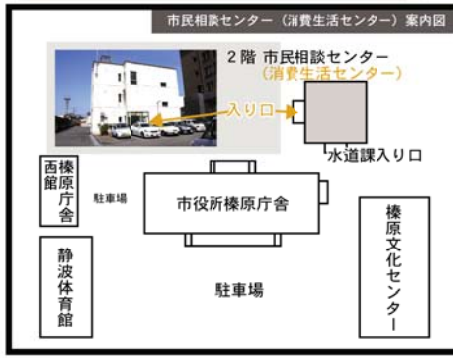 市民相談センター（消費生活センター）案内図
2階 市民相談センター
（消費生活センター）
入り口
水道課入り口
榛原庁舎
西館
駐車場
市役所榛原庁舎
静波体育館
駐車場
榛原文化センター